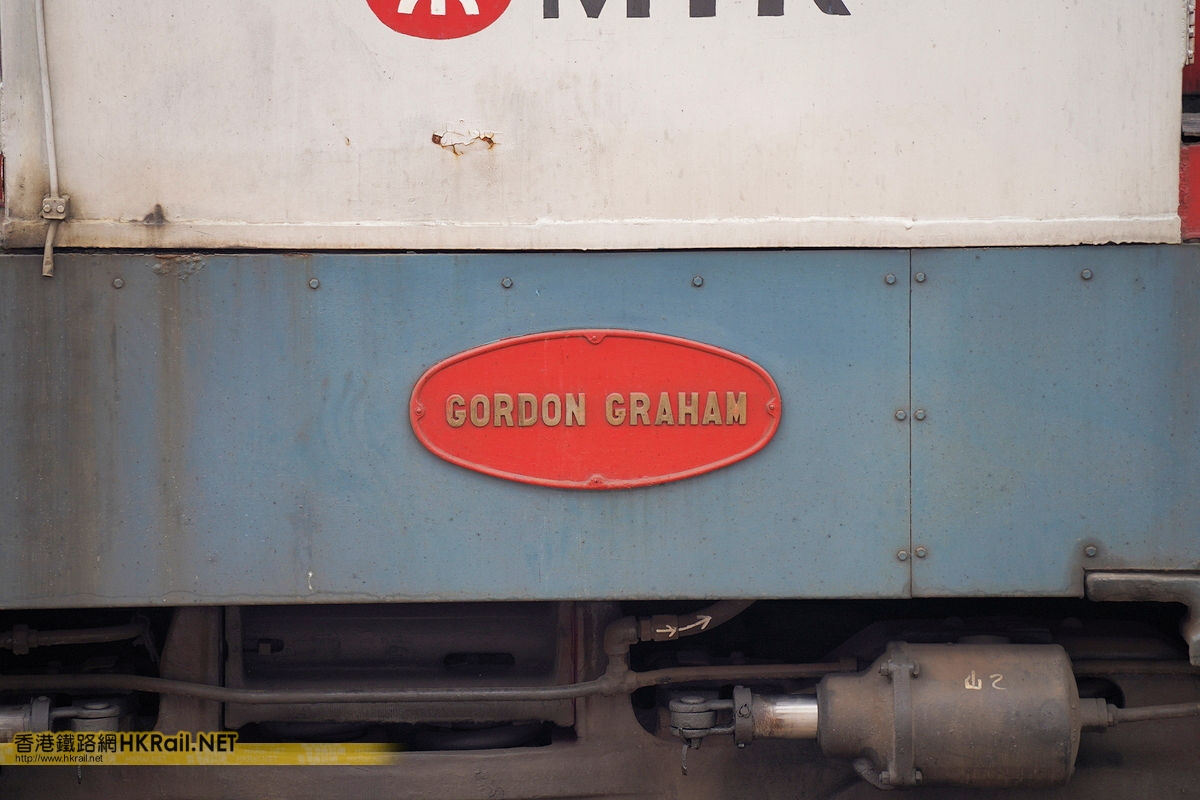 MTR
GORDON GRAHAM
山2
香港鐵路網HKRail.NET
http://www.hkrail.net